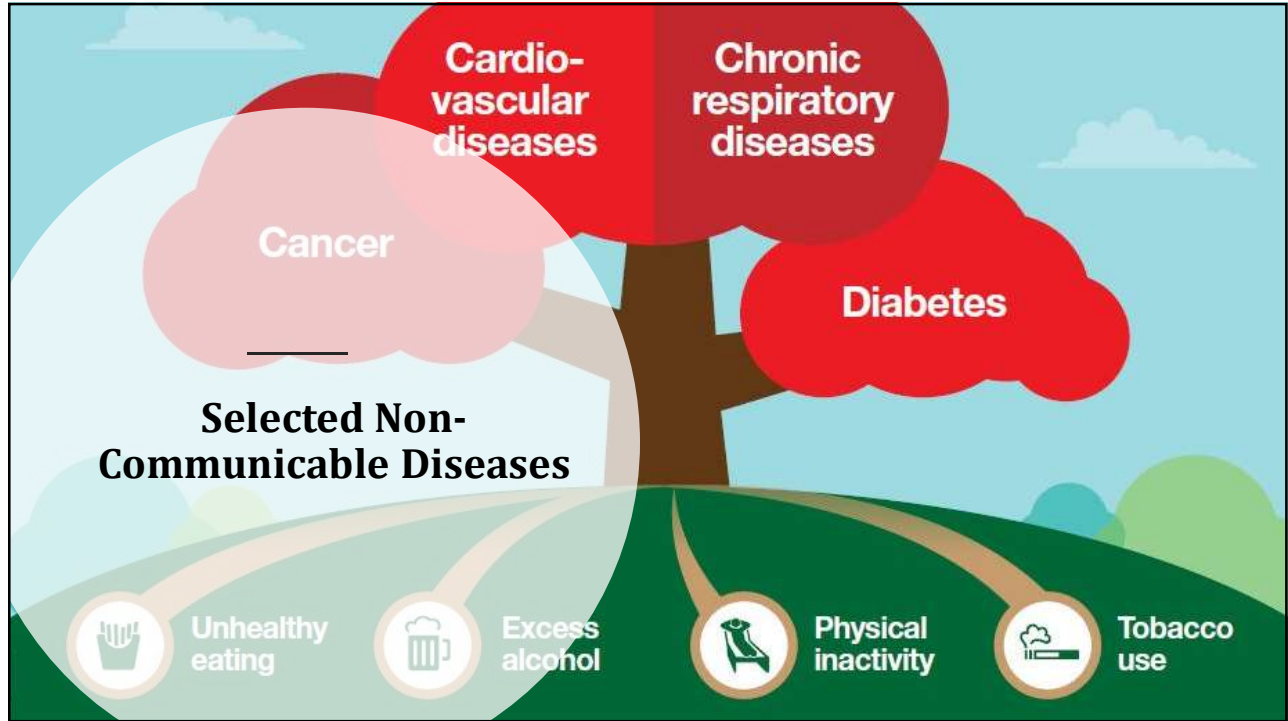 Cardio-
vascular
diseases
Chronic
respiratory
diseases
Cancer
Diabetes
Selected Non-
Communicable Diseases
Unhealthy
eating
Excess
alcohol
Physical
inactivity
Tobacco
use